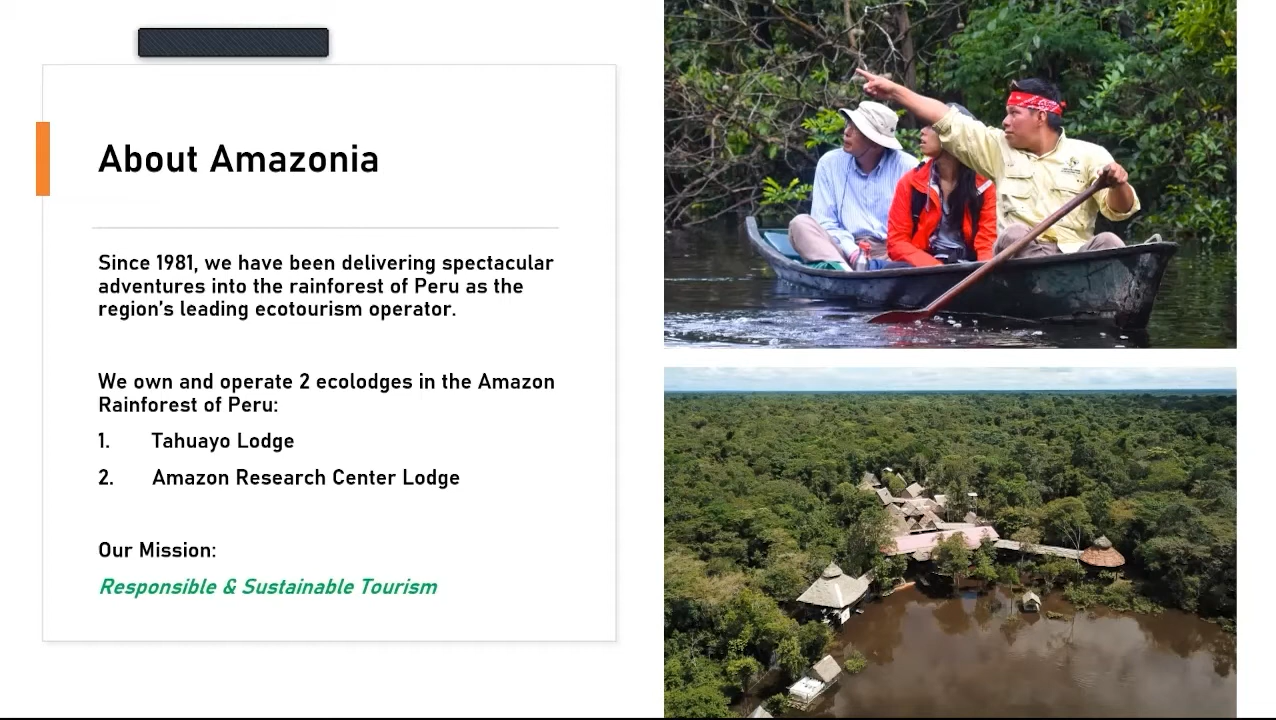 About Amazonia
Since 1981, we have been delivering spectacular
adventures into the rainforest of Peru as the
region's leading ecotourism operator.
We own and operate 2 ecolodges in the Amazon
Rainforest of Peru:
1. Tahuayo Lodge
2. Amazon Research Center Lodge
Our Mission:
Responsible & Sustainable Tourism